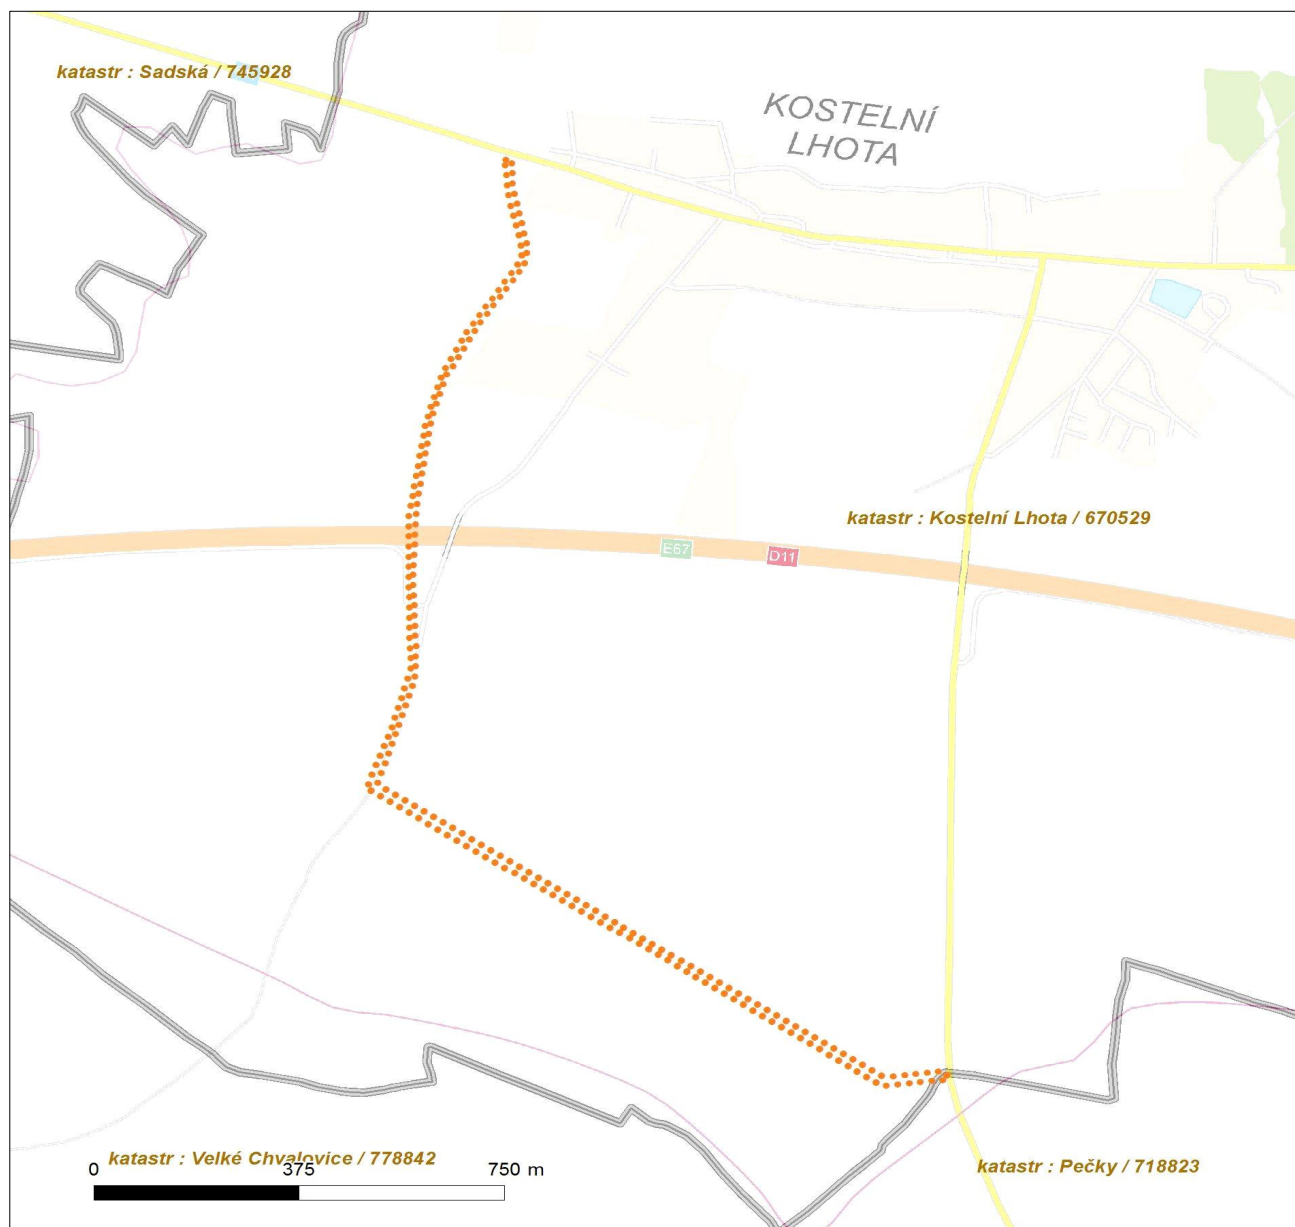 katastr : Sadská / 745928
KOSTELNÍ
LHOTA
katastr : Kostelní Lhota / 670529
E67
D11
katastr : Velké Chvalovice / 778842
katastr : Pečky / 718823
0 375 750 m